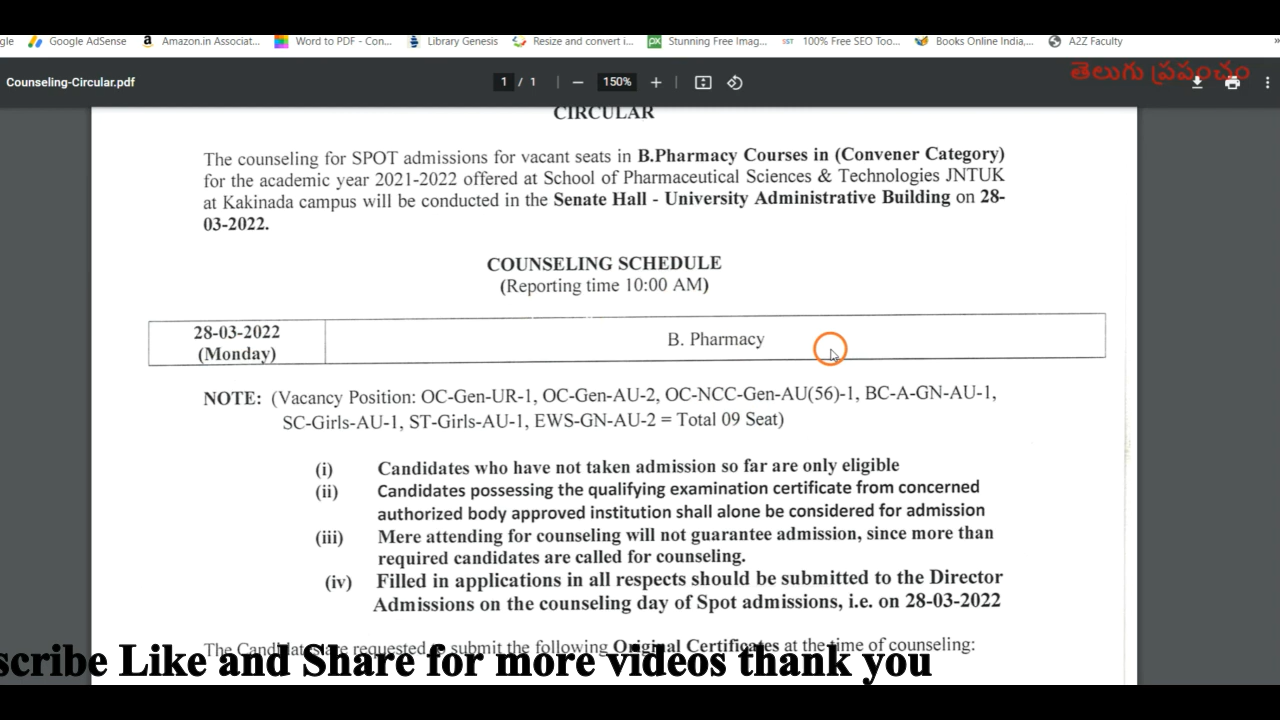 gle Google AdSense Amazon.in Associat... Word to PDF - Con... Library Genesis Resize and convert i... Stunning Free Imag... 100% Free SEO Too... Books Online India,... A2Z Faculty »
Counseling-Circular.pdf 1 / 1 − 150% +
తెలుగు ప్రపంచం
CIRCULAR
The counseling for SPOT admissions for vacant seats in B.Pharmacy Courses in (Convener Category)
for the academic year 2021-2022 offered at School of Pharmaceutical Sciences & Technologies JNTUK
at Kakinada campus will be conducted in the Senate Hall - University Administrative Building on 28-
03-2022.
COUNSELING SCHEDULE
(Reporting time 10:00 AM)
28-03-2022
(Monday)
B. Pharmacy
NOTE: (Vacancy Position: OC-Gen-UR-1, OC-Gen-AU-2, OC-NCC-Gen-AU(56)-1, BC-A-GN-AU-1,
SC-Girls-AU-1, ST-Girls-AU-1, EWS-GN-AU-2 = Total 09 Seat)
(i) Candidates who have not taken admission so far are only eligible
(ii) Candidates possessing the qualifying examination certificate from concerned
authorized body approved institution shall alone be considered for admission
(iii) Mere attending for counseling will not guarantee admission, since more than
required candidates are called for counseling.
(iv) Filled in applications in all respects should be submitted to the Director
Admissions on the counseling day of Spot admissions, i.e. on 28-03-2022
The Candidates are requested to submit the following Original Certificates at the time of counseling:
scribe Like and Share for more videos thank you